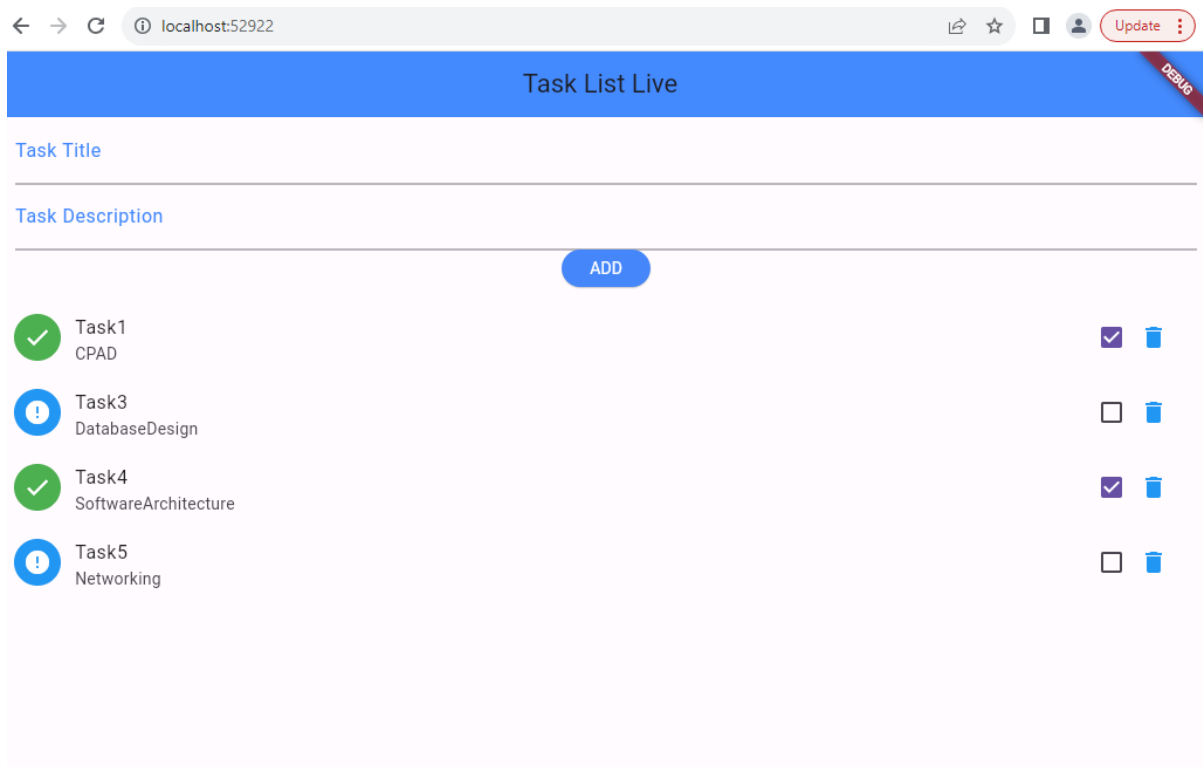 localhost:52922
Update
Task List Live
DEBUG
Task Title
Task Description
ADD
Task1
CPAD
Task3
DatabaseDesign
Task4
SoftwareArchitecture
Task5
Networking